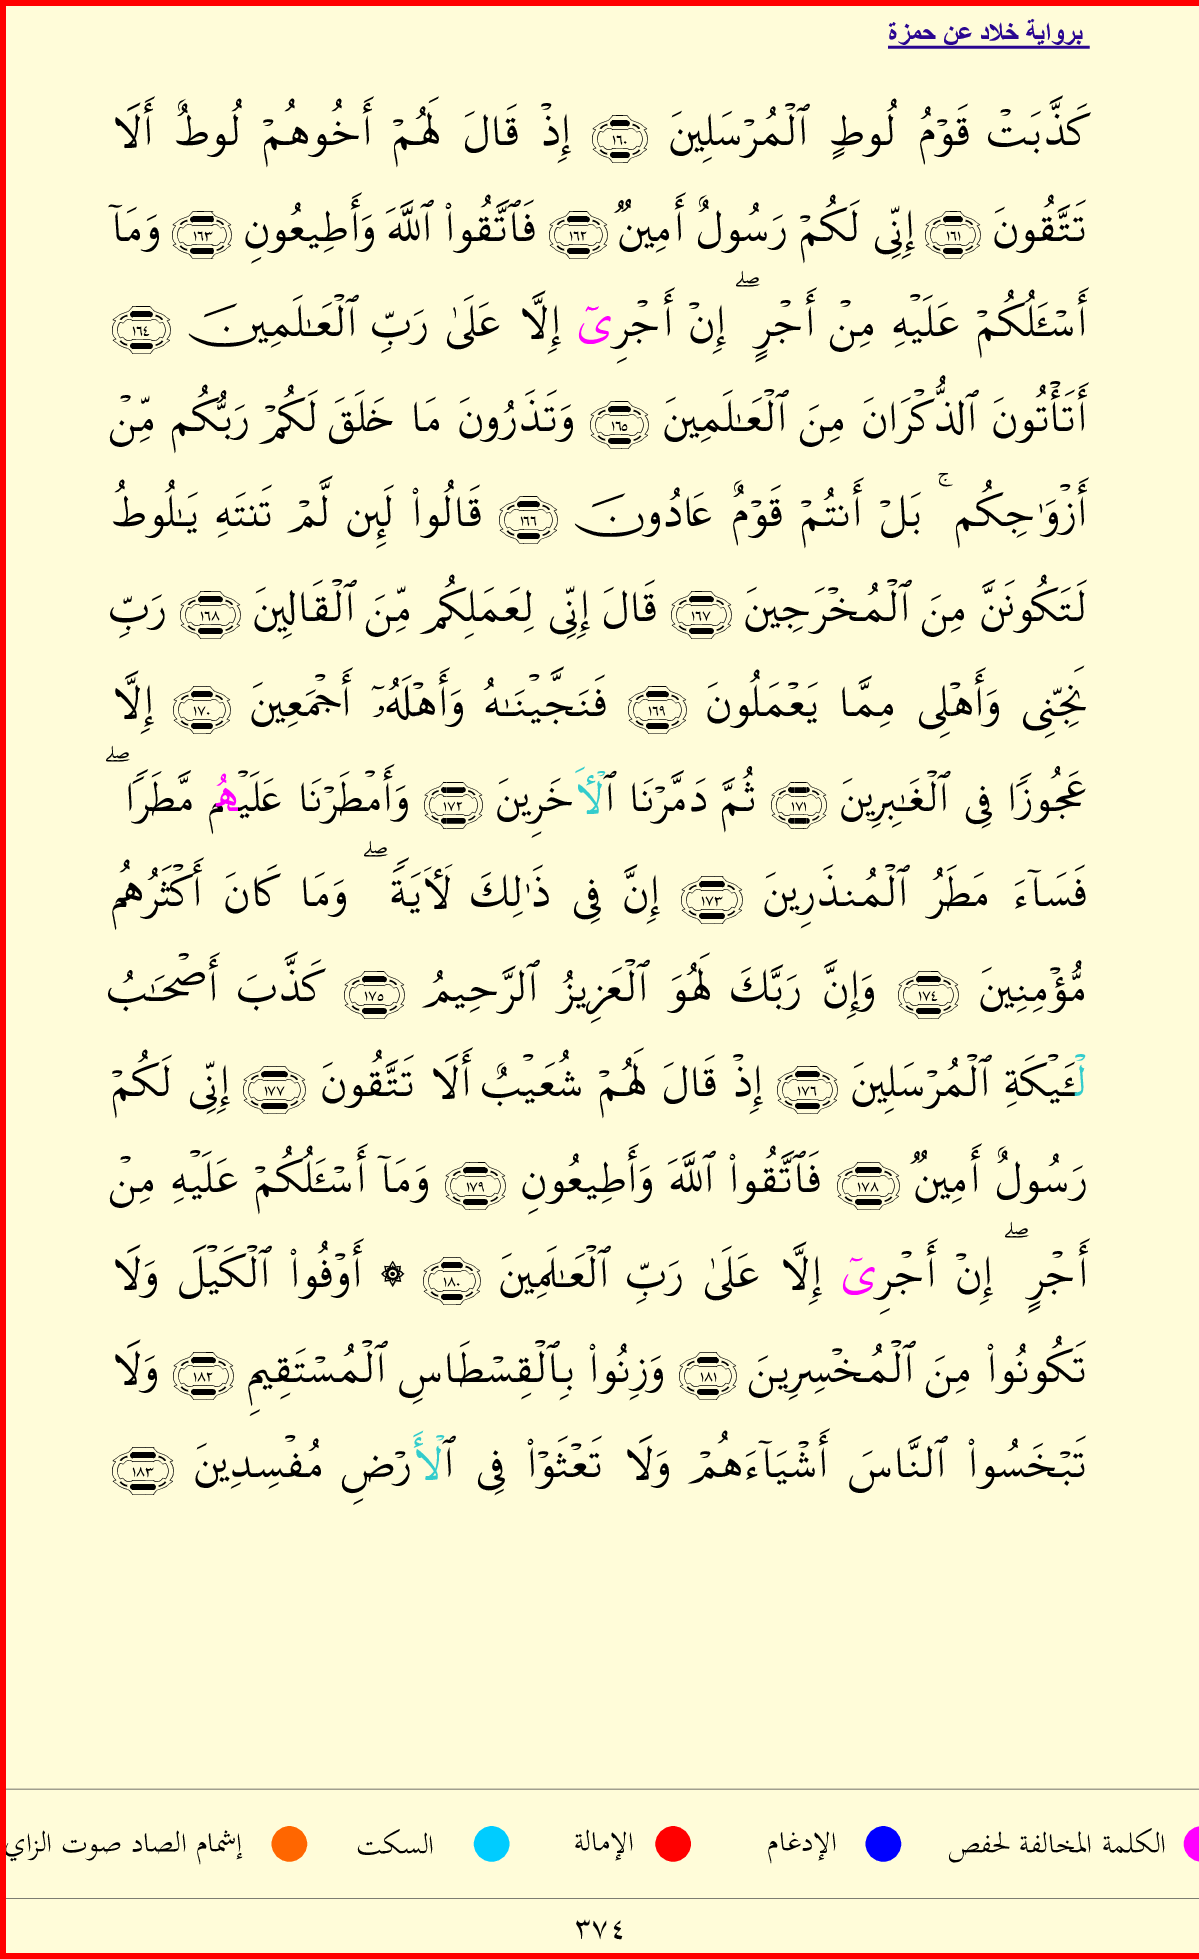 برواية خلاد عن حمزة
كَذَّبَتْ قَوْمُ لُوطٍ ٱلْمُرْسَلِينَ ١٦٠ إِذْ قَالَ لَهُمْ أَخُوهُمْ لُوطٌ أَلَا
تَتَّقُونَ ١٦١ إِنِّى لَكُمْ رَسُولٌ أَمِينٌ ١٦٢ فَٱتَّقُوا۟ ٱللَّهَ وَأَطِيعُونِ ١٦٣ وَمَآ
أَسْـَٔلُكُمْ عَلَيْهِ مِنْ أَجْرٍ ۖ إِنْ أَجْرِىٓ إِلَّا عَلَىٰ رَبِّ ٱلْعَـٰلَمِينَ ١٦٤
أَتَأْتُونَ ٱلذُّكْرَانَ مِنَ ٱلْعَـٰلَمِينَ ١٦٥ وَتَذَرُونَ مَا خَلَقَ لَكُمْ رَبُّكُم مِّنْ
أَزْوَٰجِكُم ۚ بَلْ أَنتُمْ قَوْمٌ عَادُونَ ١٦٦ قَالُوا۟ لَئِن لَّمْ تَنتَهِ يَـٰلُوطُ
لَتَكُونَنَّ مِنَ ٱلْمُخْرَجِينَ ١٦٧ قَالَ إِنِّى لِعَمَلِكُم مِّنَ ٱلْقَالِينَ ١٦٨ رَبِّ
نَجِّنِى وَأَهْلِى مِمَّا يَعْمَلُونَ ١٦٩ فَنَجَّيْنَـٰهُ وَأَهْلَهُۥٓ أَجْمَعِينَ ١٧٠ إِلَّا
عَجُوزًا فِى ٱلْغَـٰبِرِينَ ١٧١ ثُمَّ دَمَّرْنَا ٱلْأَخَرِينَ ١٧٢ وَأَمْطَرْنَا عَلَيْهُم مَّطَرًا ۖ
فَسَآءَ مَطَرُ ٱلْمُنذَرِينَ ١٧٣ إِنَّ فِى ذَٰلِكَ لَأَيَةً ۖ وَمَا كَانَ أَكْثَرُهُم
مُّؤْمِنِينَ ١٧٤ وَإِنَّ رَبَّكَ لَهُوَ ٱلْعَزِيزُ ٱلرَّحِيمُ ١٧٥ كَذَّبَ أَصْحَـٰبُ
لْـَٔيْكَةِ ٱلْمُرْسَلِينَ ١٧٦ إِذْ قَالَ لَهُمْ شُعَيْبٌ أَلَا تَتَّقُونَ ١٧٧ إِنِّى لَكُمْ
رَسُولٌ أَمِينٌ ١٧٨ فَٱتَّقُوا۟ ٱللَّهَ وَأَطِيعُونِ ١٧٩ وَمَآ أَسْـَٔلُكُمْ عَلَيْهِ مِنْ
أَجْرٍ ۖ إِنْ أَجْرِىٓ إِلَّا عَلَىٰ رَبِّ ٱلْعَـٰلَمِينَ ١٨٠ ۞ أَوْفُوا۟ ٱلْكَيْلَ وَلَا
تَكُونُوا۟ مِنَ ٱلْمُخْسِرِينَ ١٨١ وَزِنُوا۟ بِٱلْقِسْطَاسِ ٱلْمُسْتَقِيمِ ١٨٢ وَلَا
تَبْخَسُوا۟ ٱلنَّاسَ أَشْيَآءَهُمْ وَلَا تَعْثَوْا۟ فِى ٱلْأَرْضِ مُفْسِدِينَ ١٨٣
الكلمة المخالفة لحفص الإدغام الإمالة السكت إشمام الصاد صوت الزاي
٣٧٤